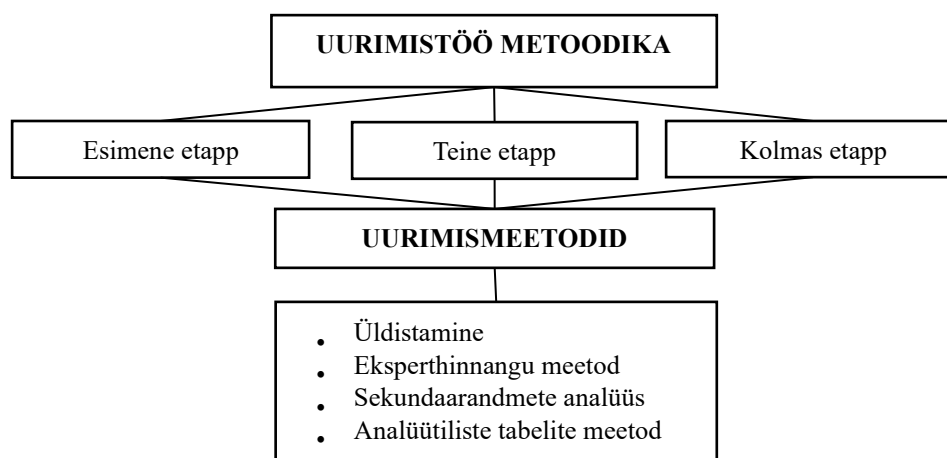 UURIMISTÖÖ METOODIKA
Esimene etapp
Teine etapp
Kolmas etapp
UURIMISMEETODID
• Üldistamine
• Eksperthinnangu meetod
• Sekundaarandmete analüüs
• Analüütiliste tabelite meetod